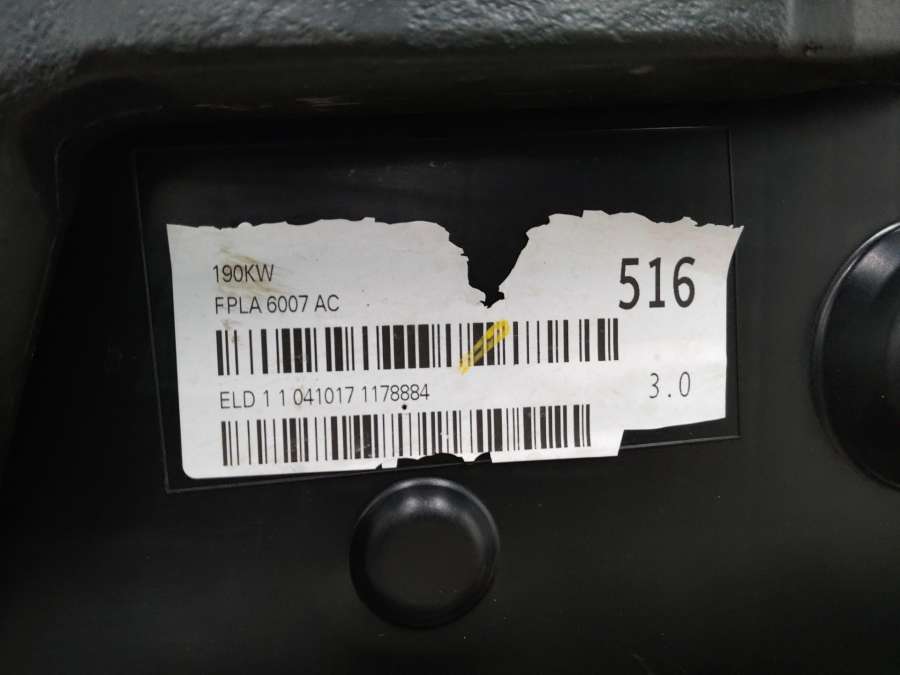 190KW
FPLA 6007 AC
516
ELD 1 1 041017 1178884
3.0